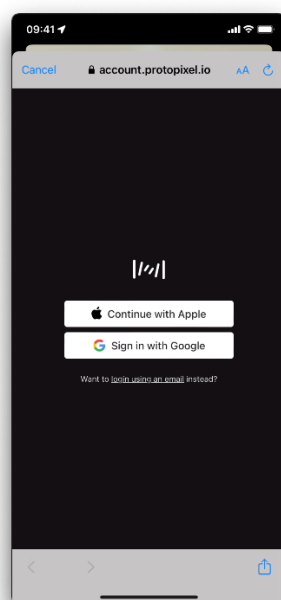 09:41
Cancel
account.protopixel.io
AA
Continue with Apple
Sign in with Google
Want to login using an email instead?